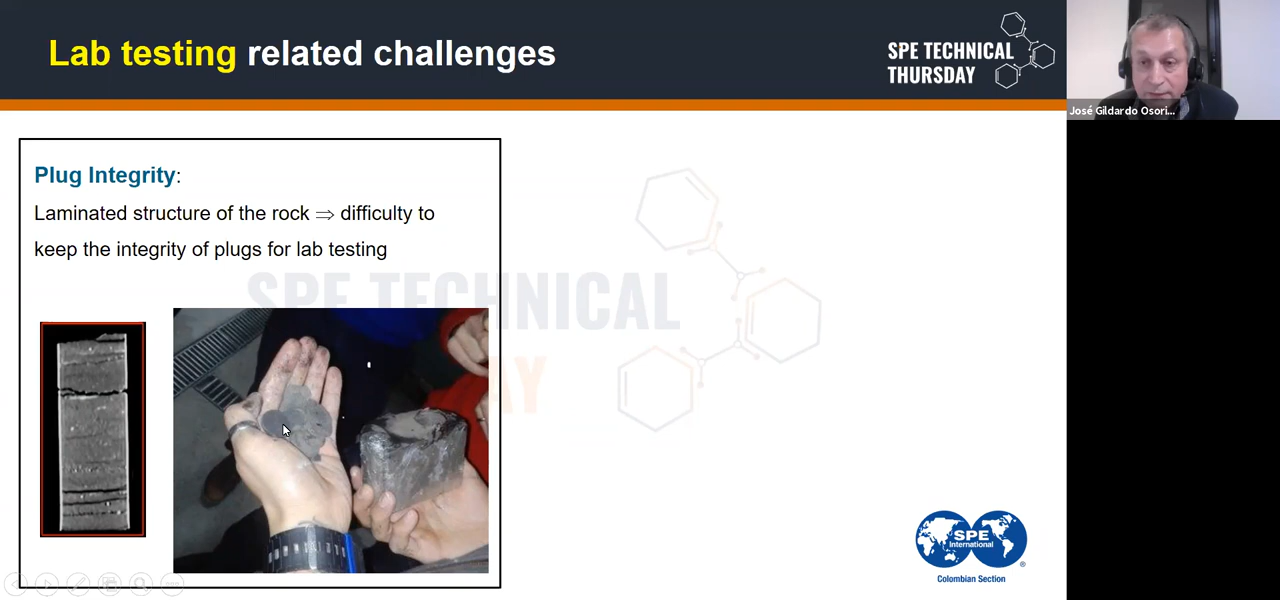 Lab testing related challenges
SPE TECHNICAL
THURSDAY
José Gildardo Osori...
Plug Integrity:
Laminated structure of the rock ⇒ difficulty to
keep the integrity of plugs for lab testing
SPE TECHNICAL
AY
SPE
International
®
Colombian Section